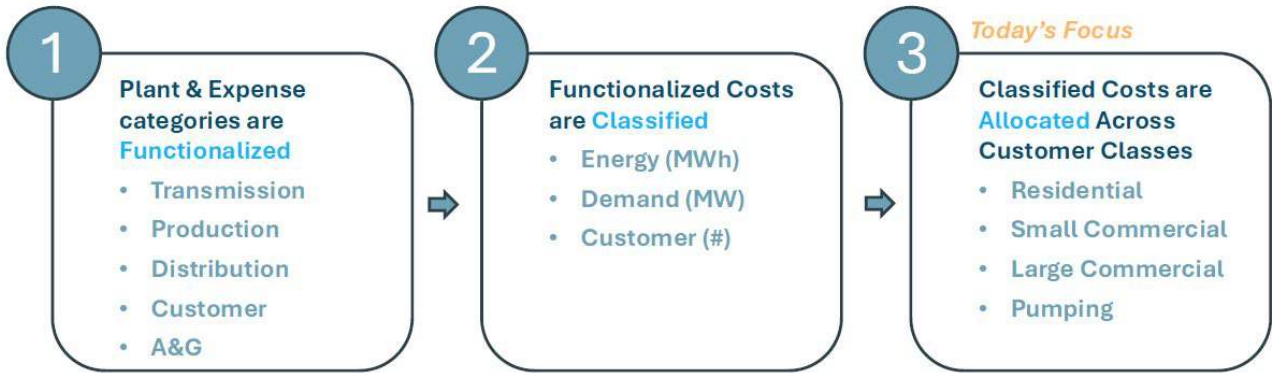 1
Plant & Expense
categories are
Functionalized
• Transmission
• Production
• Distribution
• Customer
• A&G
2
Functionalized Costs
are Classified
• Energy (MWh)
• Demand (MW)
• Customer (#)
Today's Focus
3
Classified Costs are
Allocated Across
Customer Classes
• Residential
• Small Commercial
• Large Commercial
• Pumping